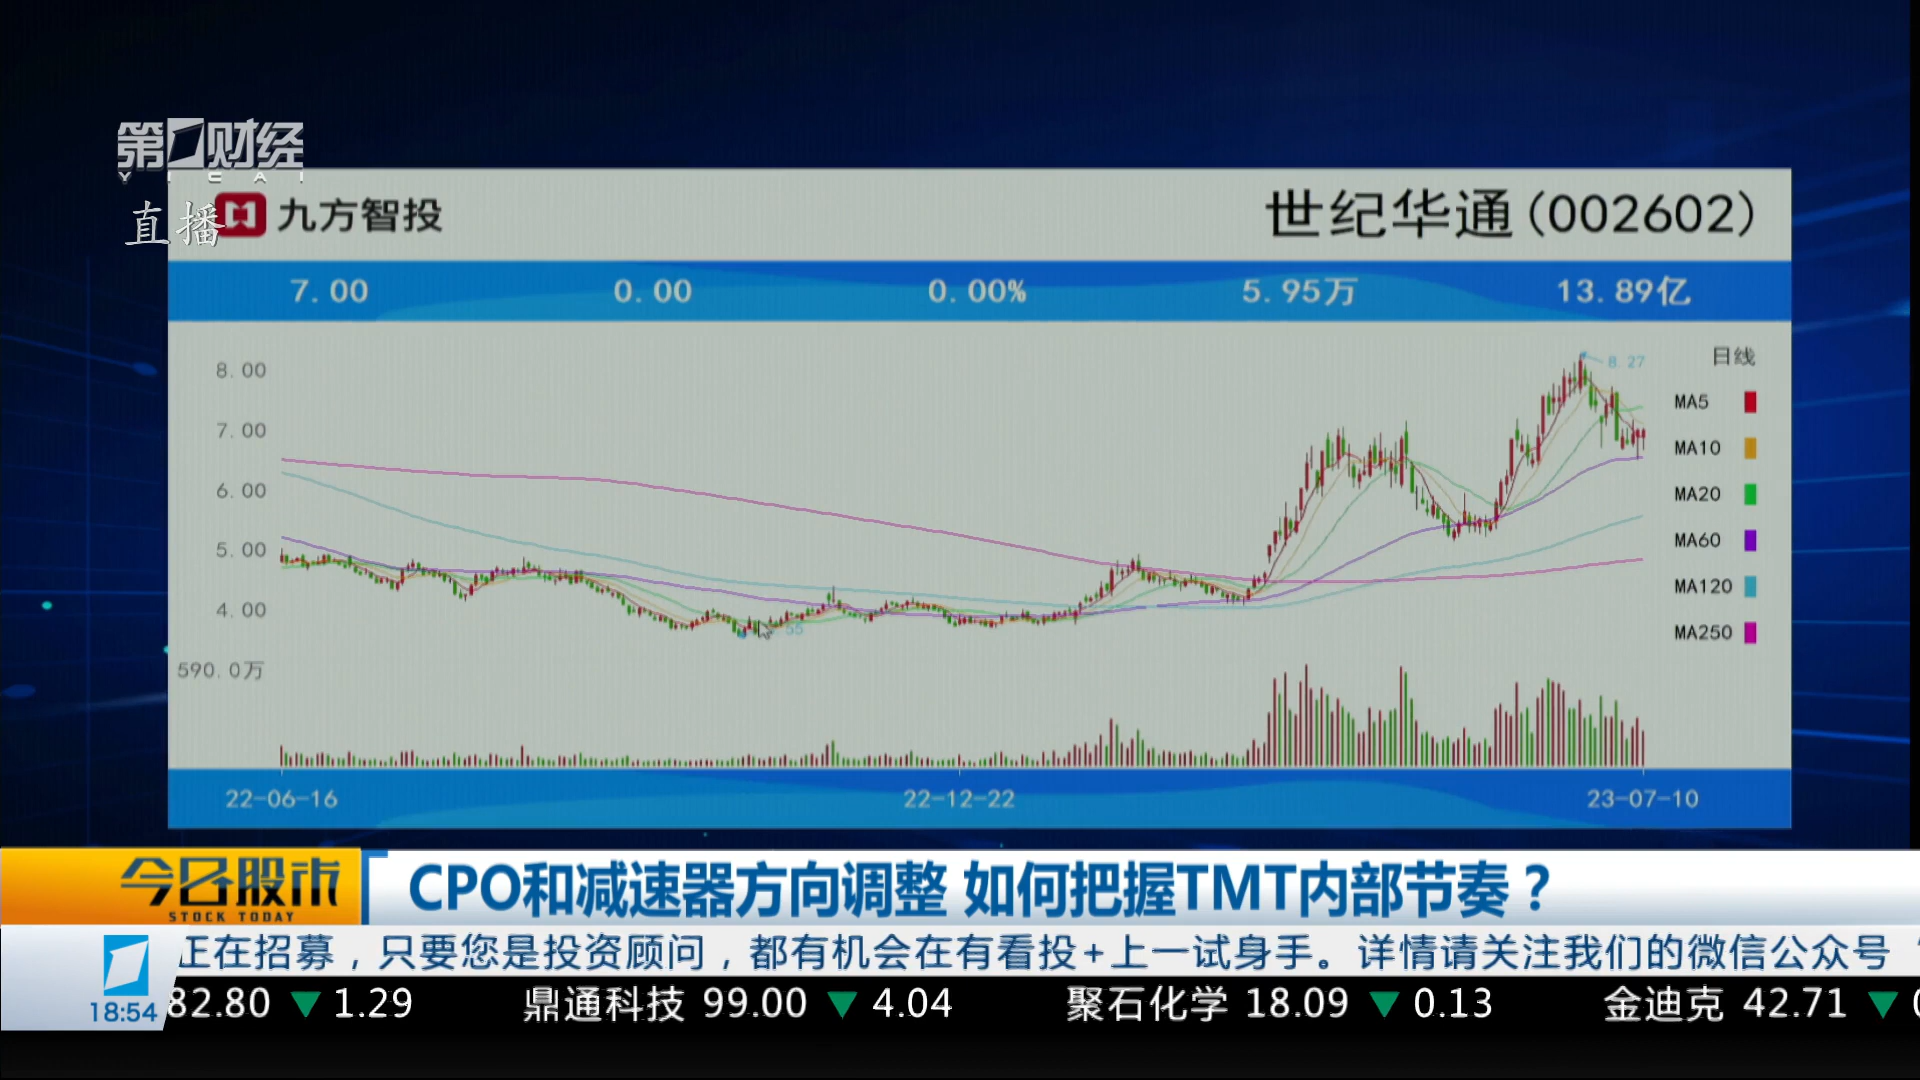 第一财经
YICAI
直播
九方智投
世纪华通(002602)
7.00 0.00 0.00% 5.95万 13.89亿
日线
8.27
8.00
7.00
6.00
5.00
4.00
590.0万
MA5
MA10
MA20
MA60
MA120
MA250
55
22-06-16 22-12-22 23-07-10
今日股市
STOCK TODAY
CPO和减速器方向调整 如何把握TMT内部节奏？
正在招募，只要您是投资顾问，都有机会在有看投+上一试身手。详情请关注我们的微信公众号
18:54
82.80 ▼ 1.29 鼎通科技 99.00 ▼ 4.04 聚石化学 18.09 ▼ 0.13 金迪克 42.71 ▼